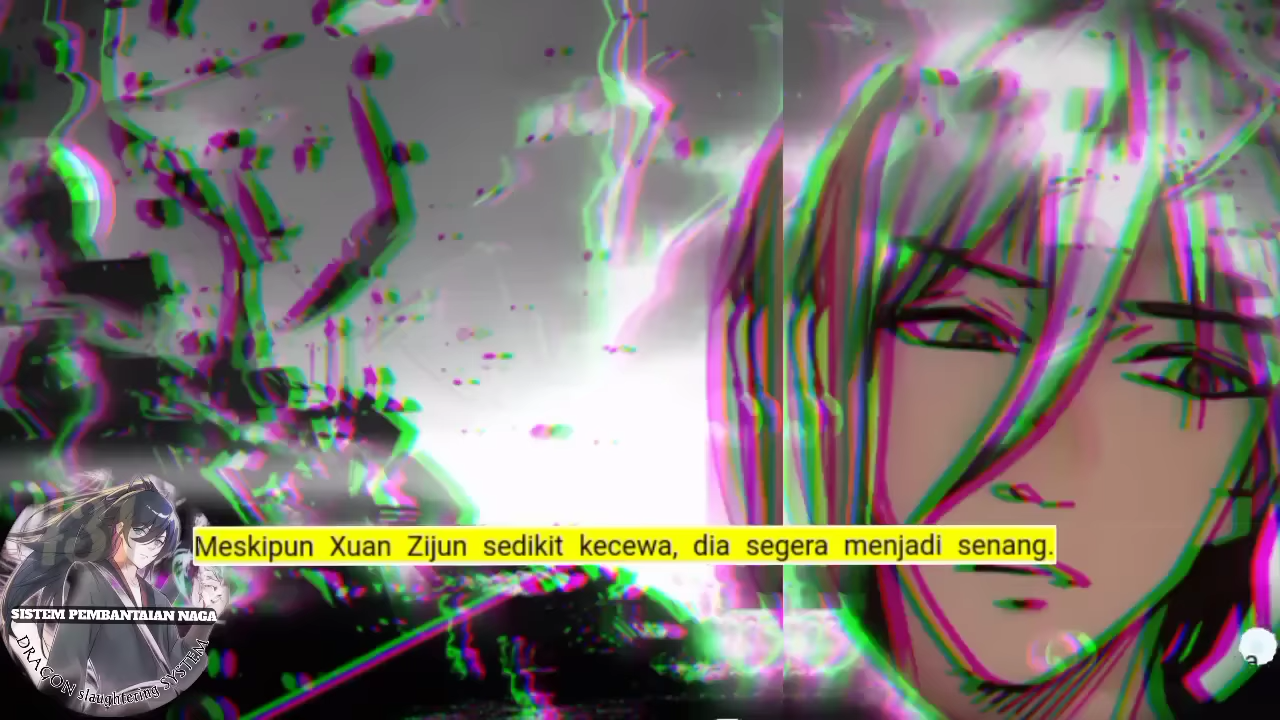 Meskipun Xuan Zijun sedikit kecewa, dia segera menjadi senang.
SISTEM PEMBANTAIAN NAGA
DRAGON slaughtering SYSTEM
a